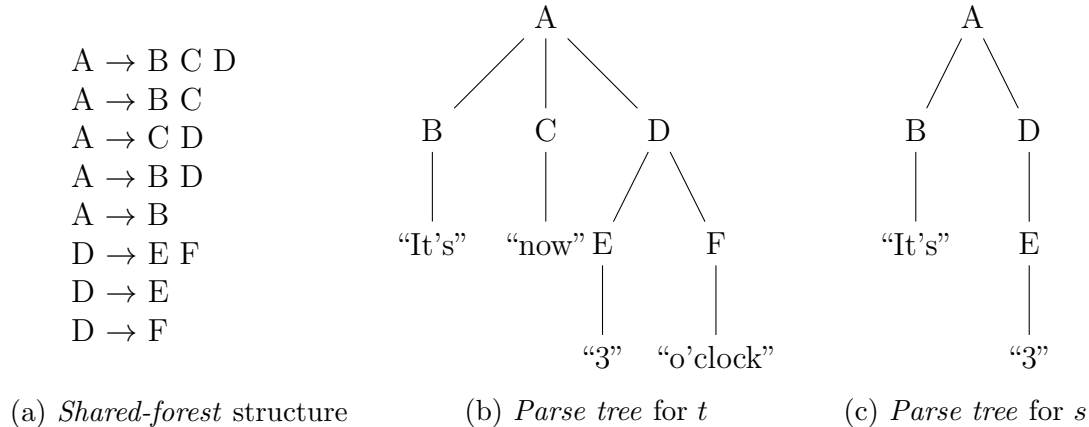 A → B C D
A → B C
A → C D
A → B D
A → B
D → E F
D → E
D → F
(a) Shared-forest structure
A
B C D
“It's” “now” E F
“3” “o'clock”
(b) Parse tree for t
A
B D
“It's” E
“3”
(c) Parse tree for s